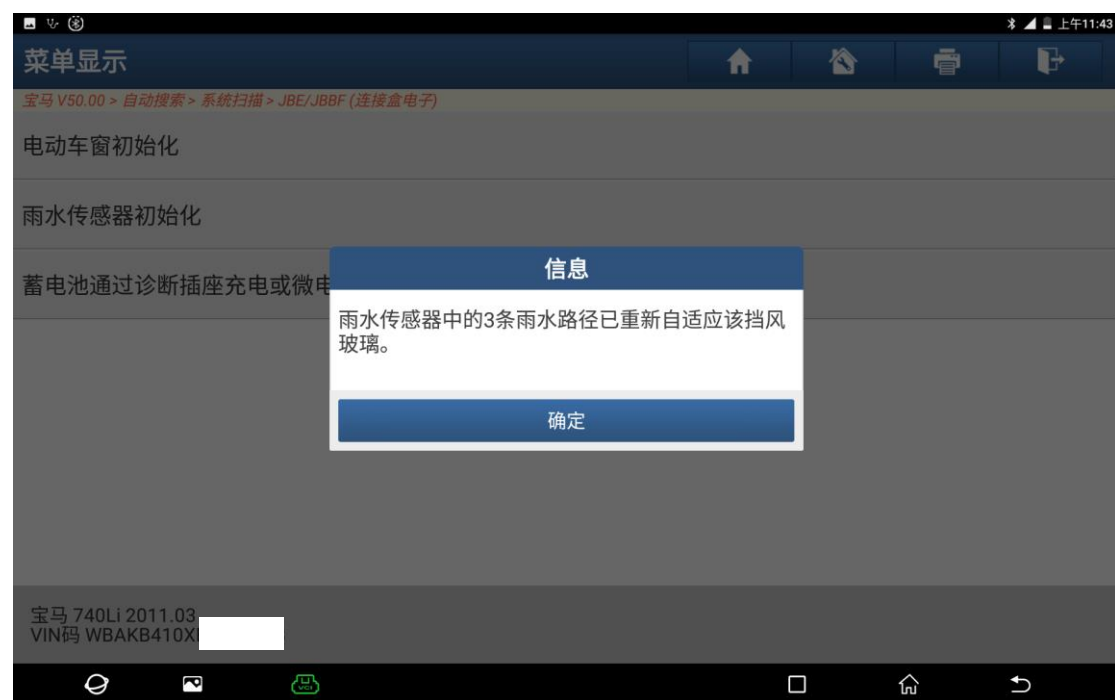 上午11:43
菜单显示
宝马 V50.00 > 自动搜索 > 系统扫描 > JBE/JBBF (连接盒电子)
电动车窗初始化
雨水传感器初始化
蓄电池通过诊断插座充电或微电
信息
雨水传感器中的3条雨水路径已重新自适应该挡风
玻璃。
确定
宝马 740Li 2011.03
VIN码 WBAKB410X
VCI